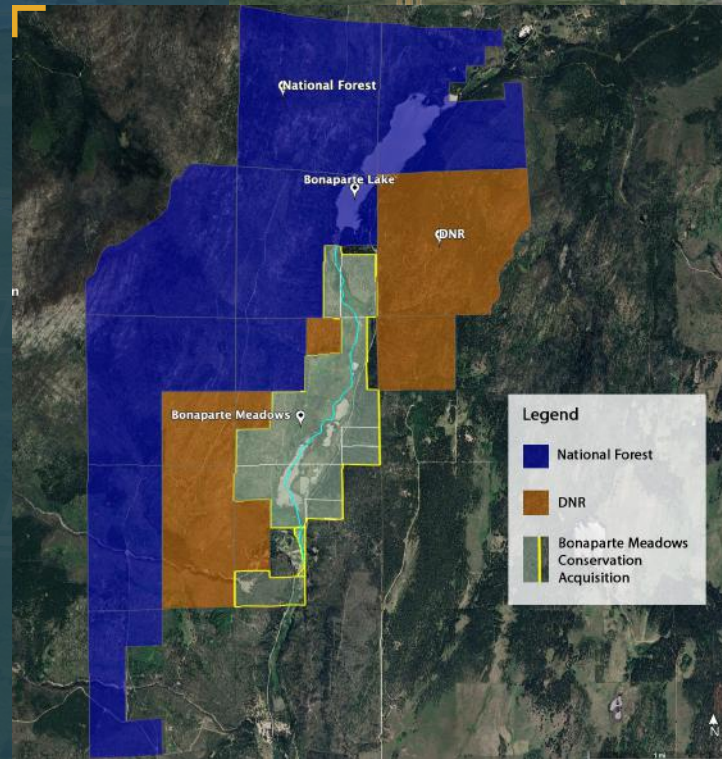 National Forest
Bonaparte Lake
DNR
n
Bonaparte Meadows
Legend
National Forest
DNR
Bonaparte Meadows
Conservation
Acquisition
N